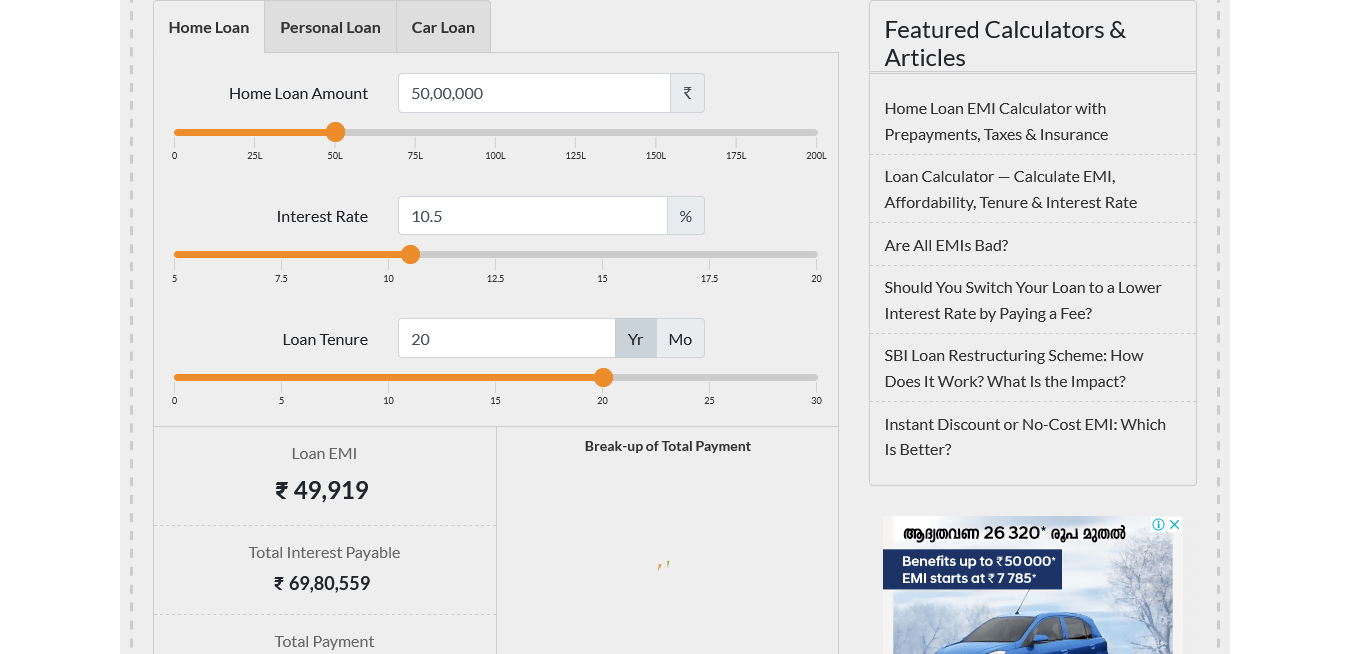 Home Loan
Personal Loan
Car Loan
Home Loan Amount
50,00,000
₹
0
25L
50L
75L
100L
125L
150L
175L
200L
Interest Rate
10.5
%
5
7.5
10
12.5
15
17.5
20
Loan Tenure
20
Yr
Mo
0
5
10
15
20
25
30
Loan EMI
₹ 49,919
Total Interest Payable
₹ 69,80,559
Total Payment
Break-up of Total Payment
Featured Calculators &
Articles
Home Loan EMI Calculator with
Prepayments, Taxes & Insurance
Loan Calculator — Calculate EMI,
Affordability, Tenure & Interest Rate
Are All EMIs Bad?
Should You Switch Your Loan to a Lower
Interest Rate by Paying a Fee?
SBI Loan Restructuring Scheme: How
Does It Work? What Is the Impact?
Instant Discount or No-Cost EMI: Which
Is Better?
ആദ്യതവണ 26 320* രൂപ മുതൽ
Benefits up to ₹ 50 000*
EMI starts at ₹ 7 785*